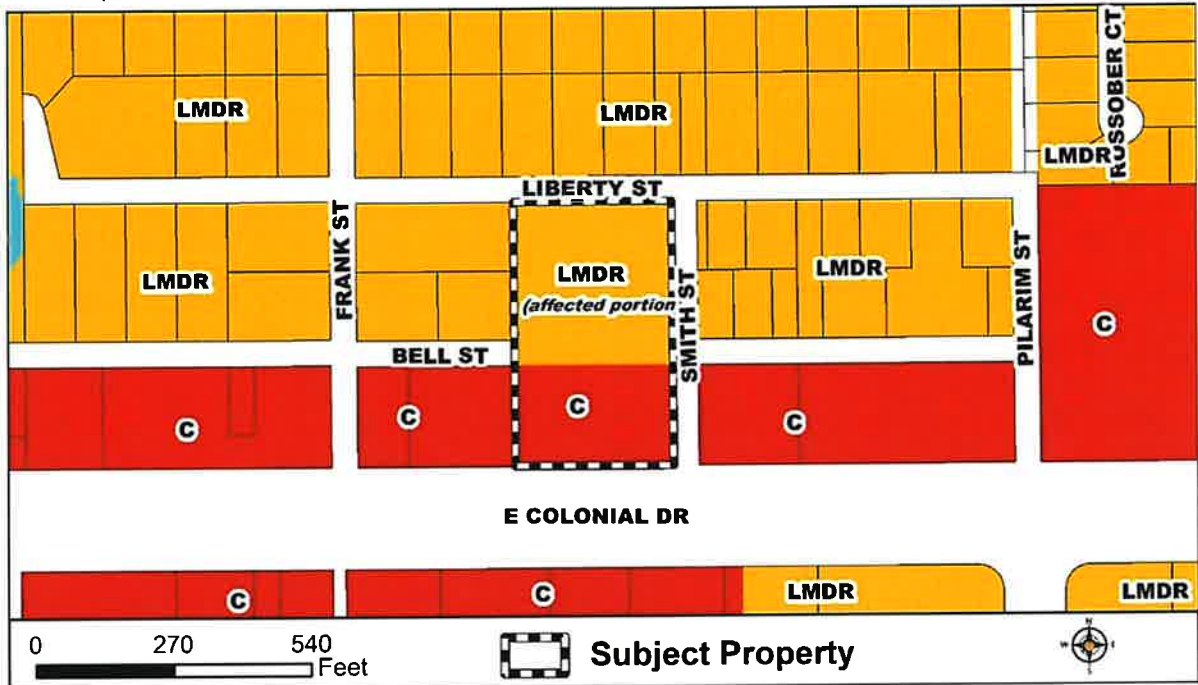 RUSSOBER CT
LMDR
LMDR
LMDR
LIBERTY ST
FRANK ST
LMDR
LMDR
(affected portion
SMITH ST
LMDR
PILARIM ST
C
BELL ST
C
C
C
C
E COLONIAL DR
C
C
LMDR
LMDR
0 270 540
Feet
Subject Property
N
W E
S